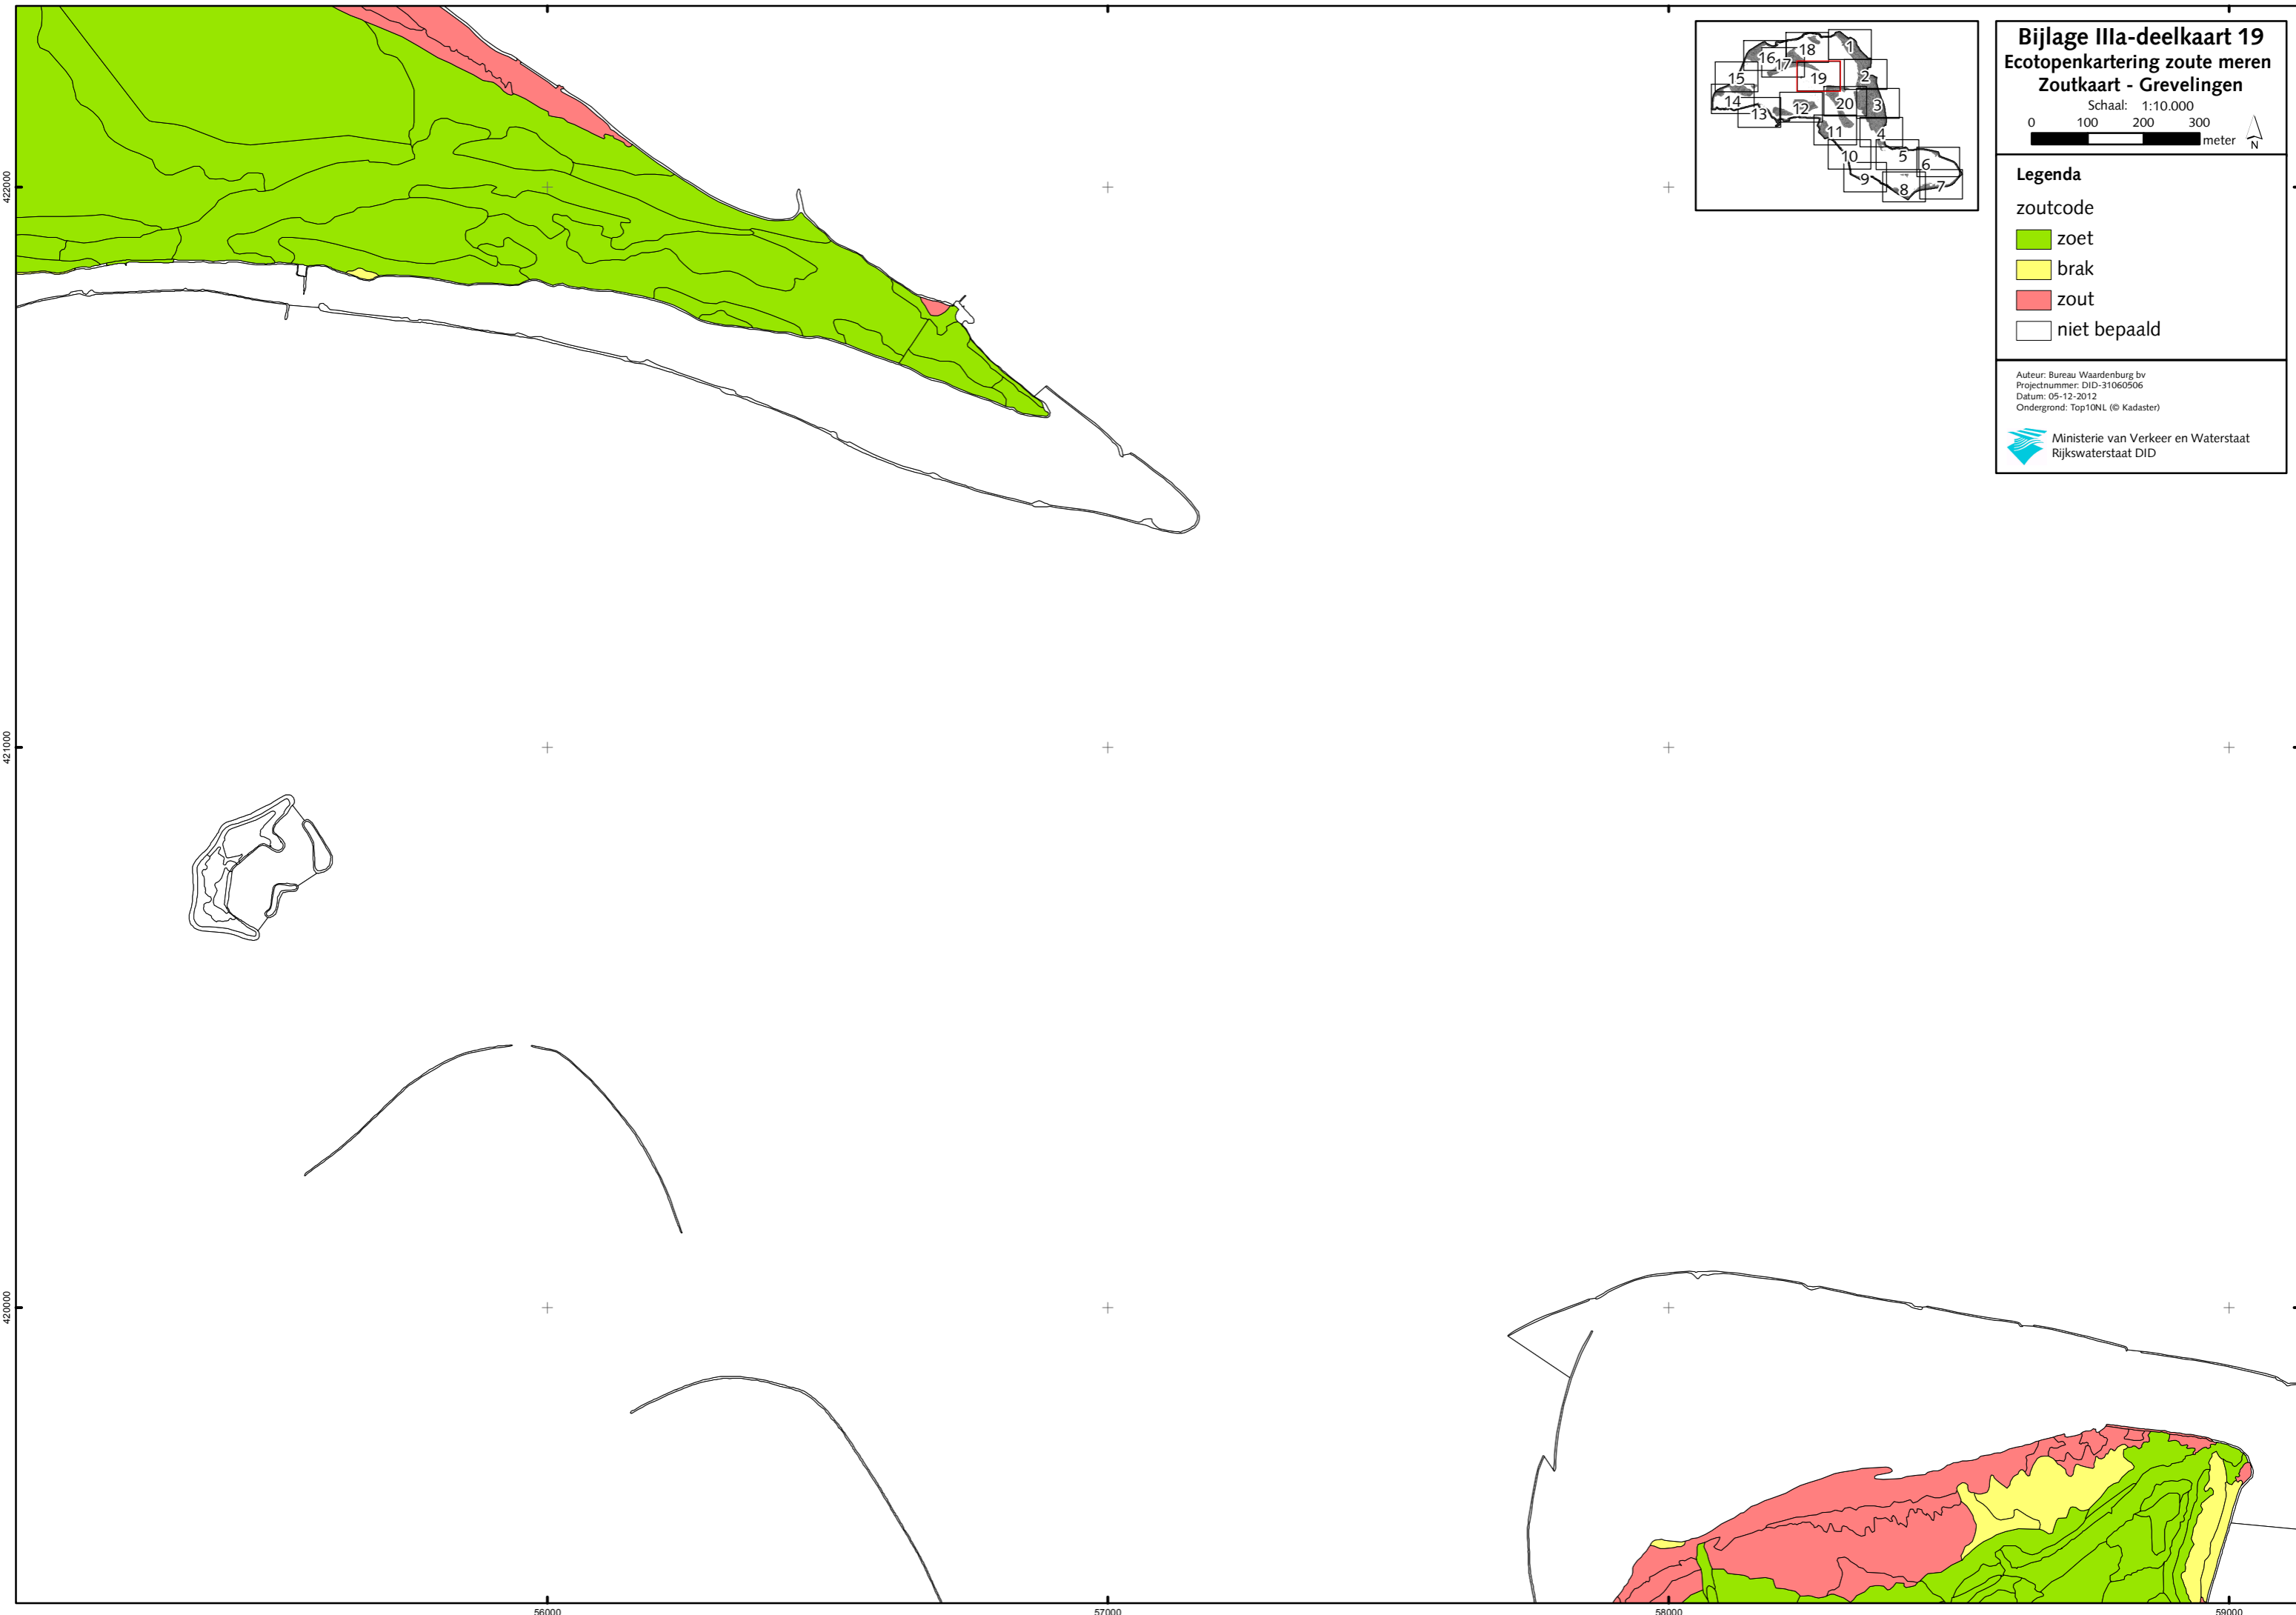 Bijlage IIIa-deelkaart 19
Ecotopenkartering zoute meren
Zoutkaart - Grevelingen
Schaal: 1:10.000
0 100 200 300
meter
N
Legenda
zoutcode
zoet
brak
zout
niet bepaald
Auteur: Bureau Waardenburg bv
Projectnummer: DID-31060506
Datum: 05-12-2012
Ondergrond: Top10NL (© Kadaster)
Ministerie van Verkeer en Waterstaat
Rijkswaterstaat DID
18 1
16 17
15 19 2
14 13 12 20 3
11 4
10 5 6
9 8 7
422000
421000
420000
56000 57000 58000 59000